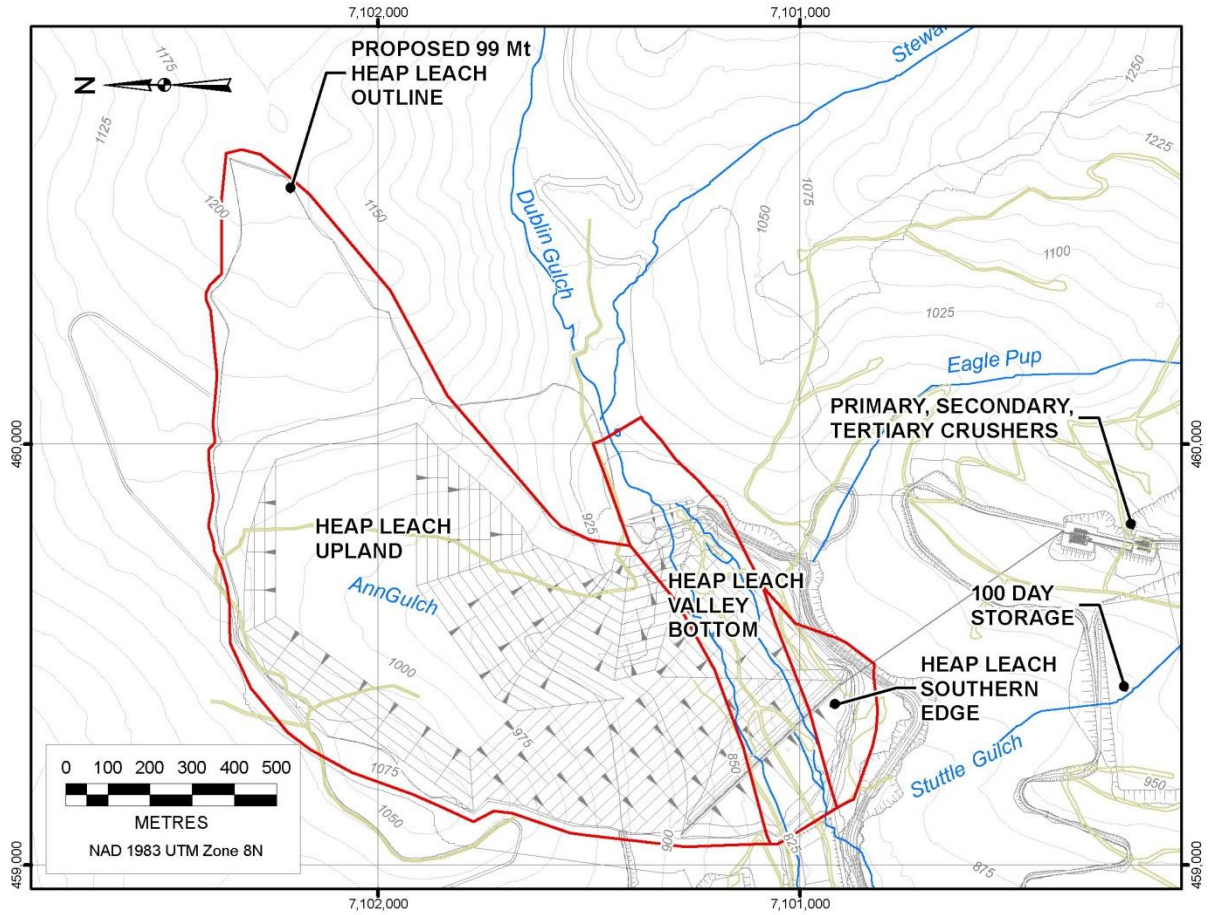 7,102,000
7,101,000
PROPOSED 99 Mt
HEAP LEACH
OUTLINE
N
1175
1125
1200
1150
Stewar
1250
1225
1075
1050
1100
1025
Dublin Gulch
Eagle Pup
PRIMARY, SECONDARY,
TERTIARY CRUSHERS
460,000
460,000
925
HEAP LEACH
UPLAND
AnnGulch
HEAP LEACH
VALLEY
BOTTOM
100 DAY
STORAGE
HEAP LEACH
SOUTHERN
EDGE
1000
975
850
Stuttle Gulch
950
0 100 200 300 400 500
METRES
NAD 1983 UTM Zone 8N
1075
1050
900
825
875
459,000
459,000
7,102,000
7,101,000